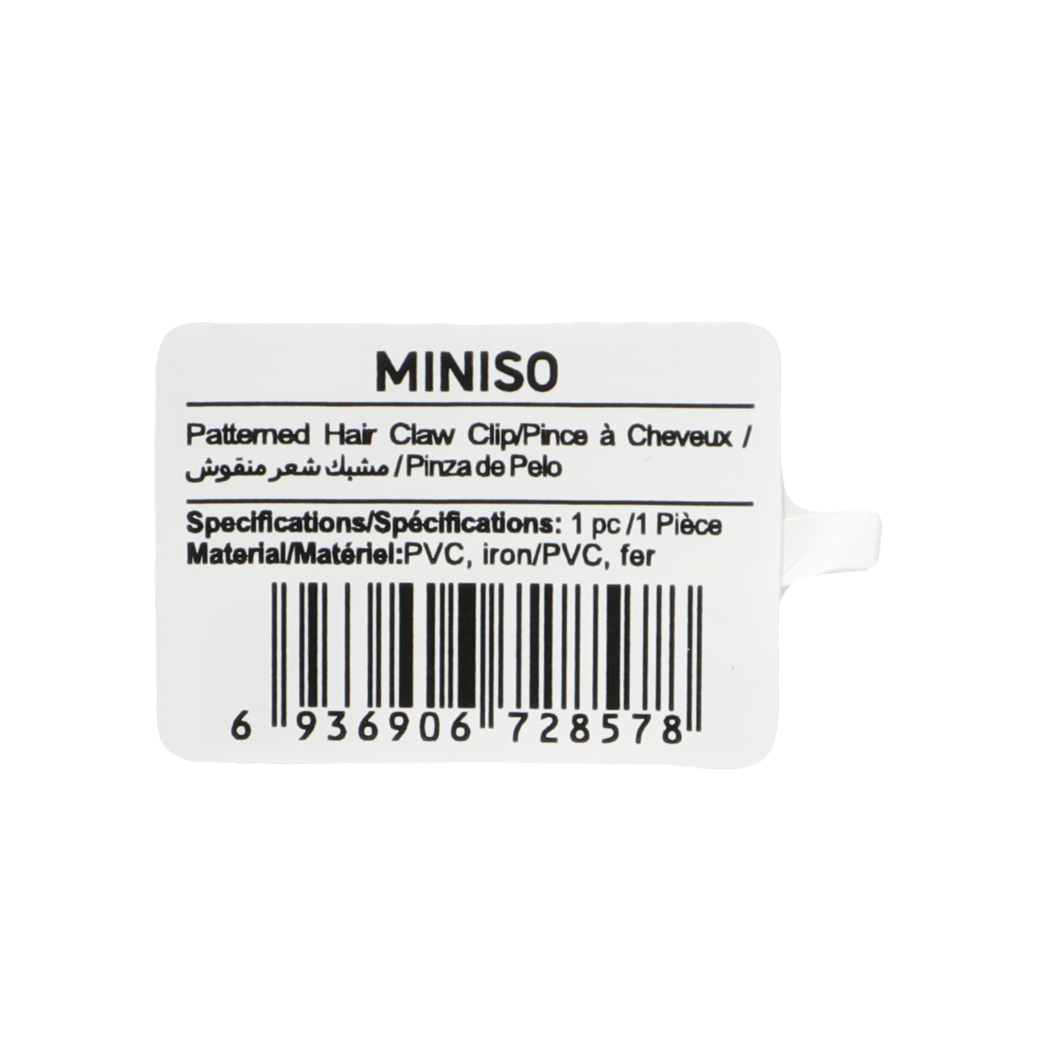 MINISO
Patterned Hair Claw Clip/Pince à Cheveux /
مشبك شعر منقوش / Pinza de Pelo
Specifications/Spécifications: 1 pc /1 Pièce
Material/Matériel:PVC, iron/PVC, fer
6 936906 728578